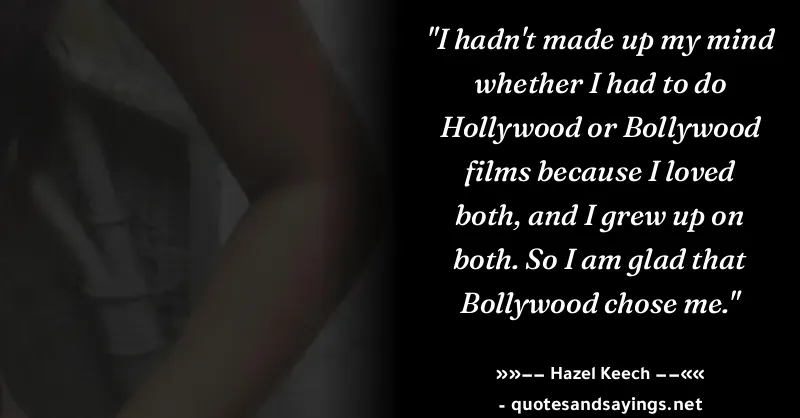 "I hadn't made up my mind
whether I had to do
Hollywood or Bollywood
films because I loved
both, and I grew up on
both. So I am glad that
Bollywood chose me."
»»–– Hazel Keech ––««
- quotesandsayings.net